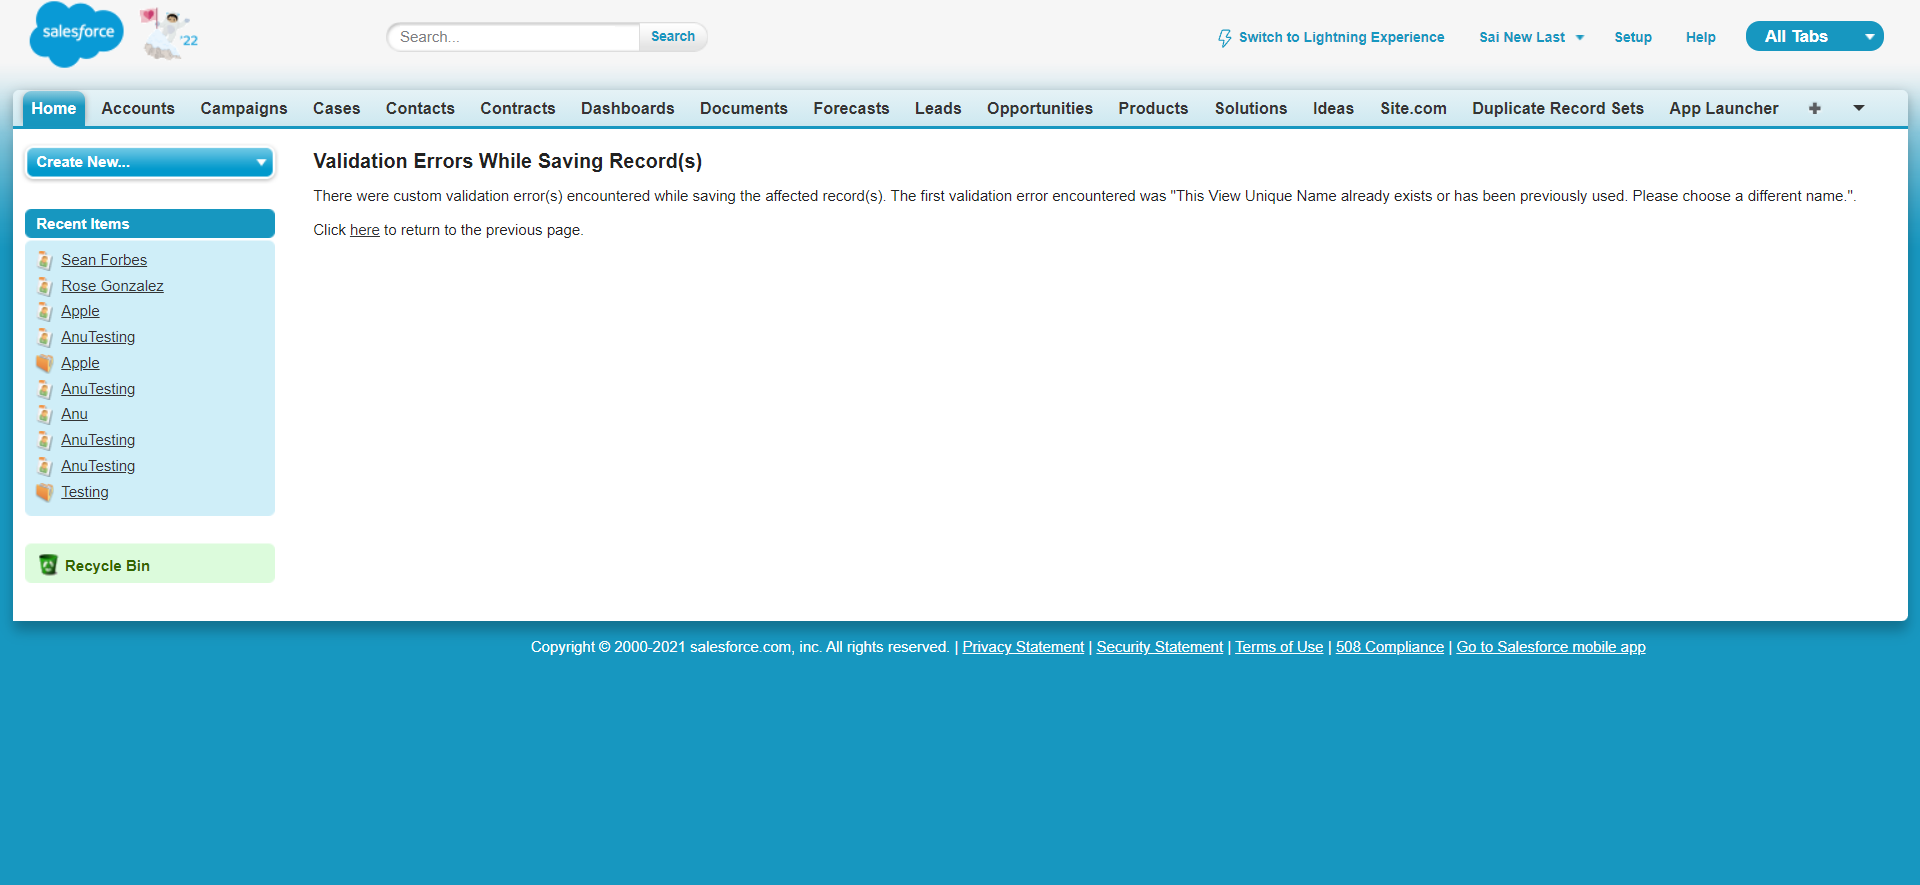 salesforce
'22
Search...
Search
Switch to Lightning Experience
Sai New Last
Setup
Help
All Tabs
Home Accounts Campaigns Cases Contacts Contracts Dashboards Documents Forecasts Leads Opportunities Products Solutions Ideas Site.com Duplicate Record Sets App Launcher +
Create New...
Recent Items
Sean Forbes
Rose Gonzalez
Apple
AnuTesting
Apple
AnuTesting
Anu
AnuTesting
AnuTesting
Testing
Recycle Bin
Validation Errors While Saving Record(s)
There were custom validation error(s) encountered while saving the affected record(s). The first validation error encountered was "This View Unique Name already exists or has been previously used. Please choose a different name.".
Click here to return to the previous page.
Copyright © 2000-2021 salesforce.com, inc. All rights reserved. | Privacy Statement | Security Statement | Terms of Use | 508 Compliance | Go to Salesforce mobile app